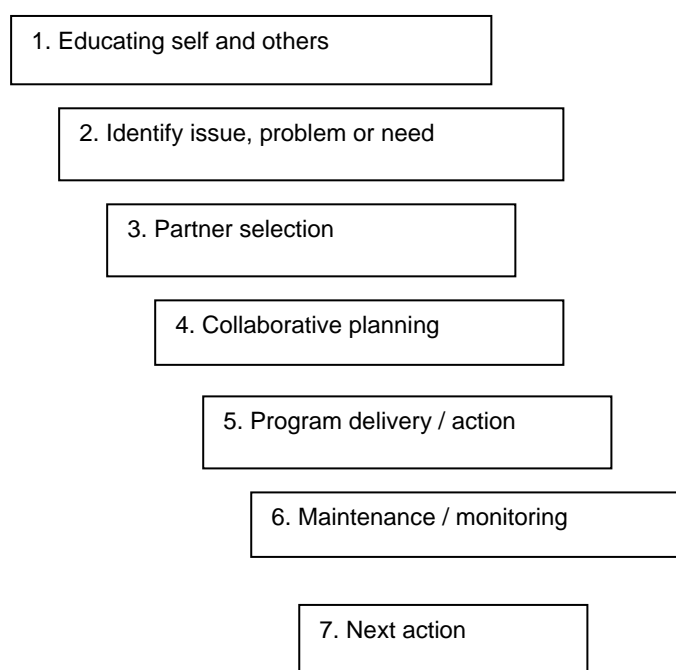 1. Educating self and others
2. Identify issue, problem or need
3. Partner selection
4. Collaborative planning
5. Program delivery / action
6. Maintenance / monitoring
7. Next action